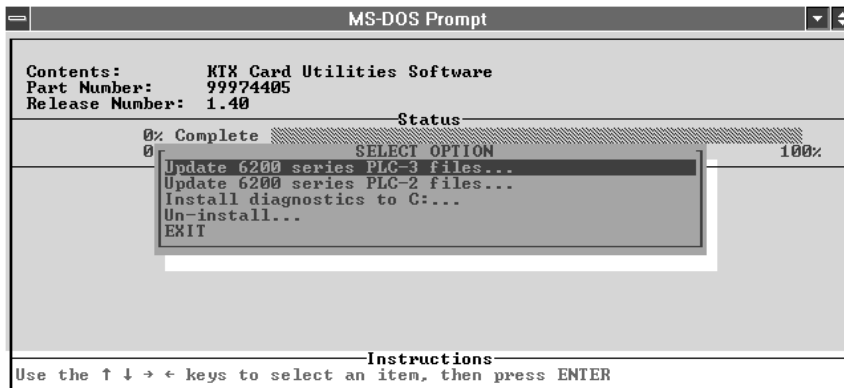 MS-DOS Prompt
Contents: KTX Card Utilities Software
Part Number: 99974405
Release Number: 1.40
Status
0% Complete
0 100%
SELECT OPTION
Update 6200 series PLC-3 files...
Update 6200 series PLC-2 files...
Install diagnostics to C:...
Un-install...
EXIT
Instructions
Use the ↑ ↓ → ← keys to select an item, then press ENTER